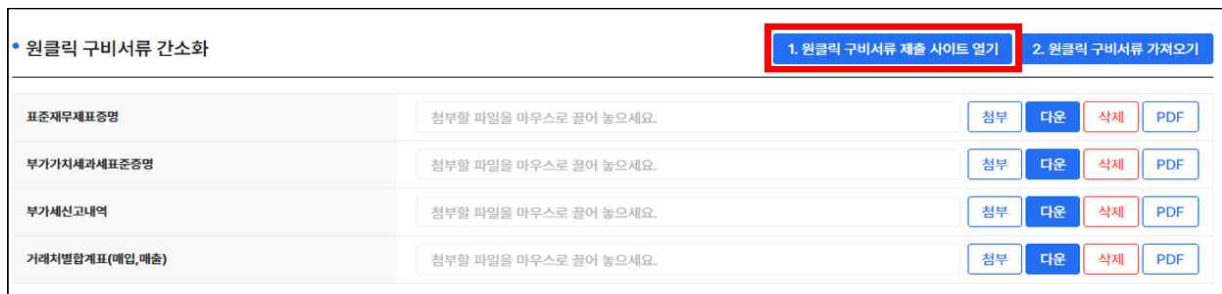 원클릭 구비서류 간소화 1. 원클릭 구비서류 제출 사이트 열기 2. 원클릭 구비서류 가져오기
표준재무제표증명 첨부할 파일을 마우스로 끌어 놓으세요. 첨부 다운 삭제 PDF
부가가치세과세표준증명 첨부할 파일을 마우스로 끌어 놓으세요. 첨부 다운 삭제 PDF
부가세신고내역 첨부할 파일을 마우스로 끌어 놓으세요. 첨부 다운 삭제 PDF
거래처별합계표(매입,매출) 첨부할 파일을 마우스로 끌어 놓으세요. 첨부 다운 삭제 PDF